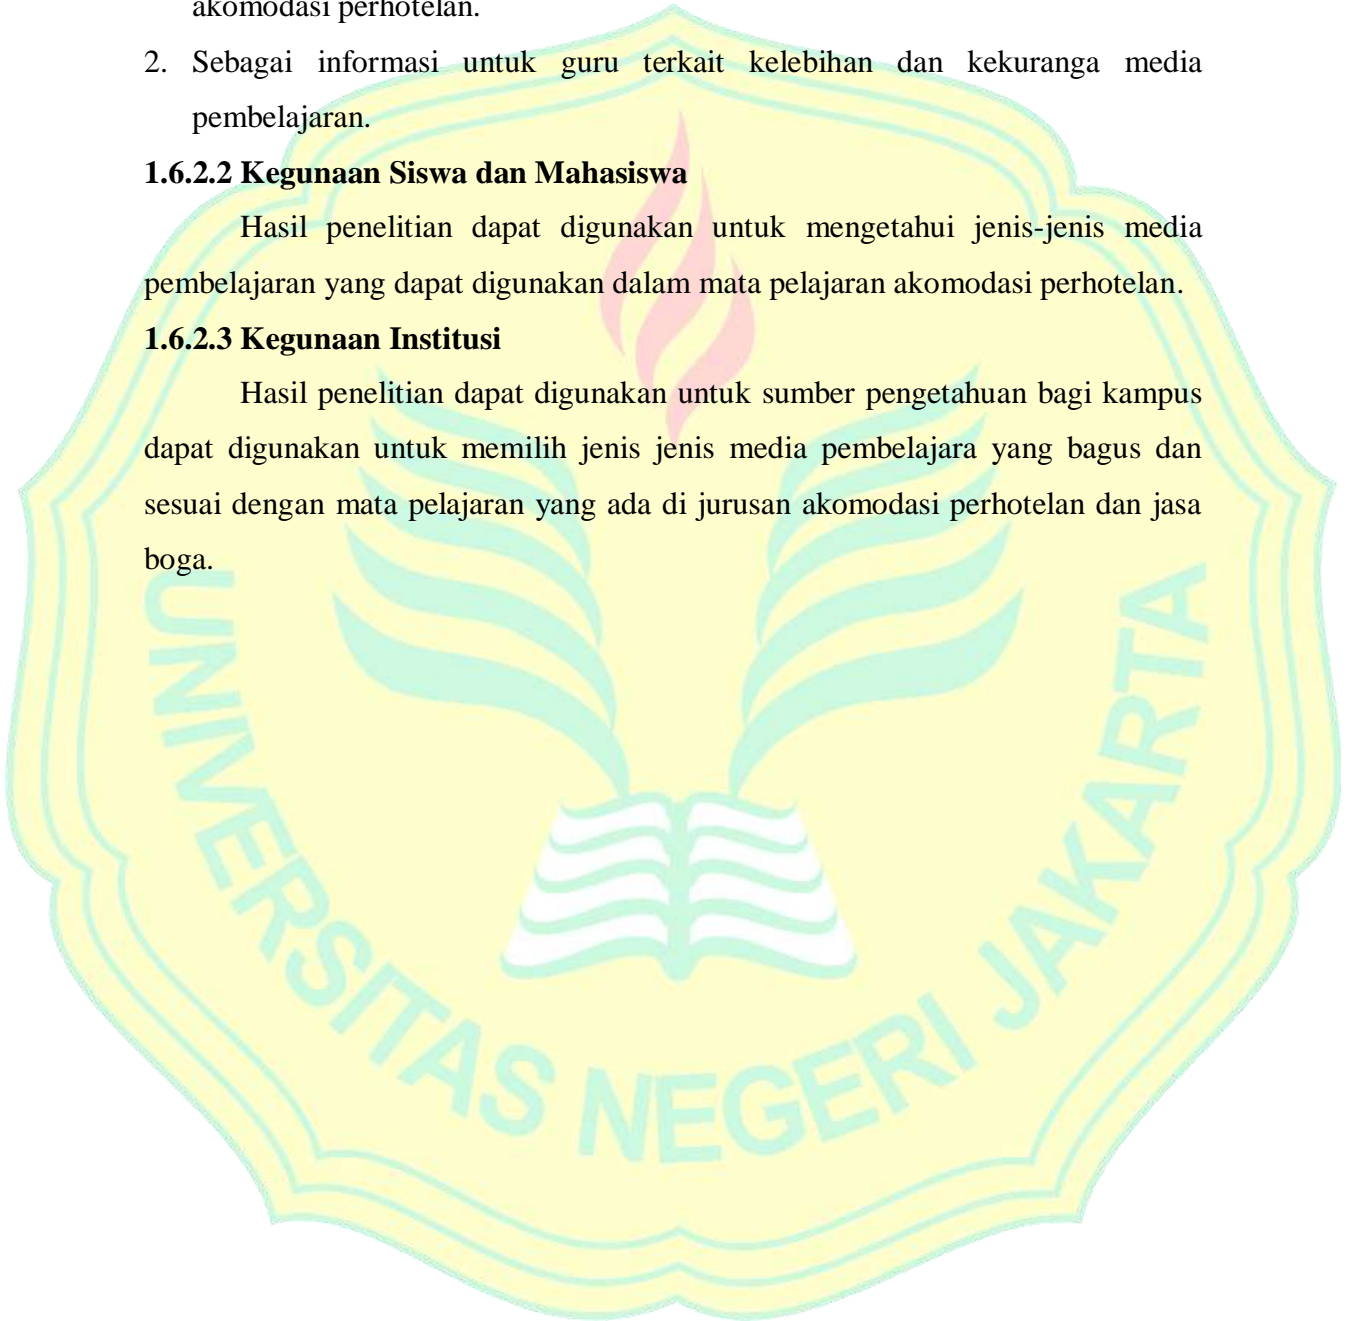 akomodasi perhotelan.
2. Sebagai informasi untuk guru terkait kelebihan dan kekuranga media
pembelajaran.
1.6.2.2 Kegunaan Siswa dan Mahasiswa
Hasil penelitian dapat digunakan untuk mengetahui jenis-jenis media
pembelajaran yang dapat digunakan dalam mata pelajaran akomodasi perhotelan.
1.6.2.3 Kegunaan Institusi
Hasil penelitian dapat digunakan untuk sumber pengetahuan bagi kampus
dapat digunakan untuk memilih jenis jenis media pembelajara yang bagus dan
sesuai dengan mata pelajaran yang ada di jurusan akomodasi perhotelan dan jasa
boga.
UNIVERSITAS NEGERI JAKARTA